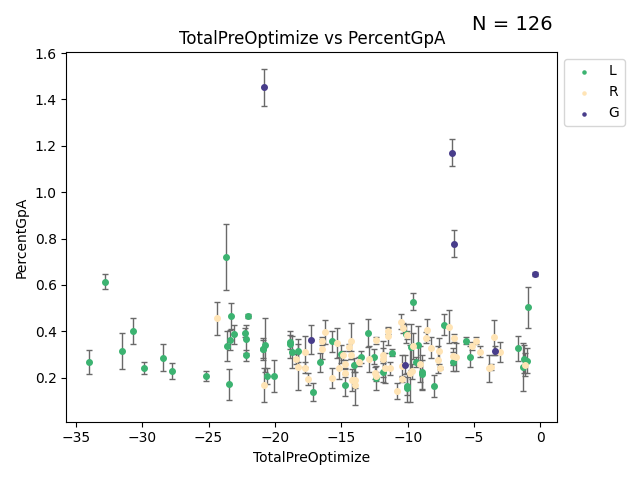 N = 126
TotalPreOptimize vs PercentGpA
1.6
1.4
1.2
1.0
0.8
0.6
0.4
0.2
PercentGpA
−35 −30 −25 −20 −15 −10 −5 0
TotalPreOptimize
L
R
G